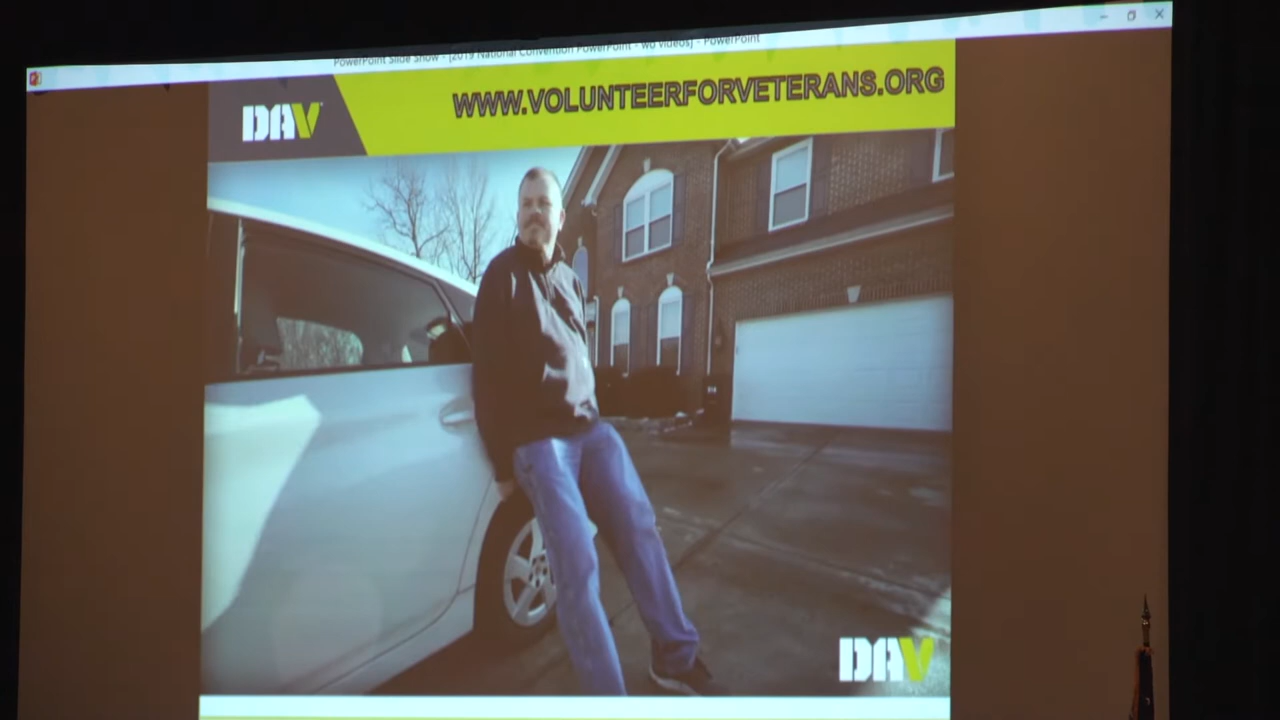 PowerPoint Slide Show - [2019 National Convention PowerPoint - wo videos] - PowerPoint
DAV
WWW.VOLUNTEERFORVETERANS.ORG
DAV